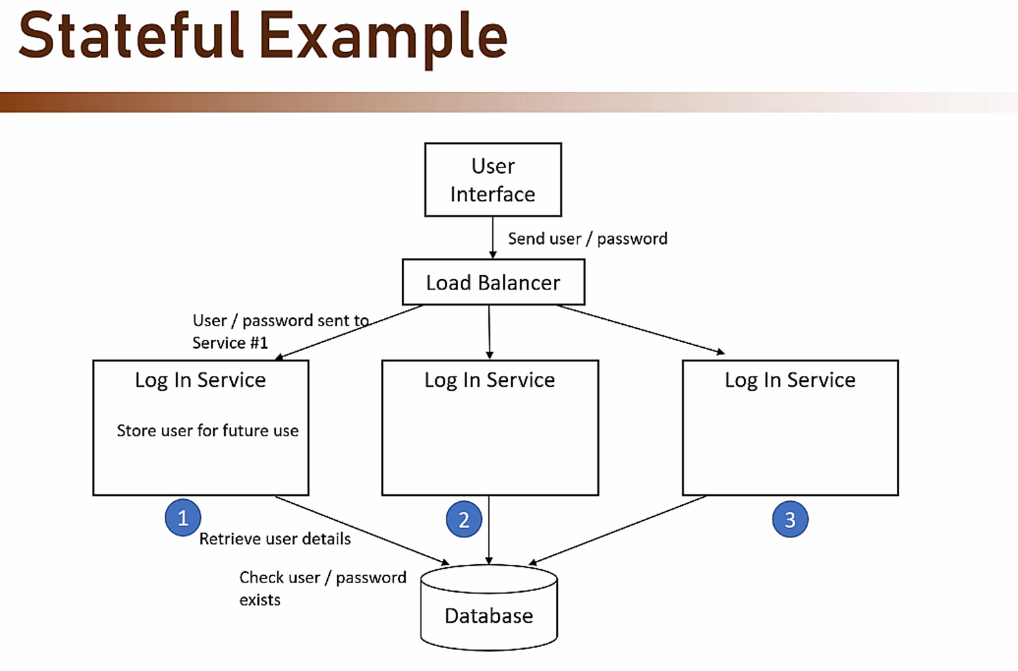 Stateful Example
User
Interface
Send user / password
Load Balancer
User / password sent to
Service #1
Log In Service
Log In Service
Log In Service
Store user for future use
1
2
3
Retrieve user details
Check user / password
exists
Database